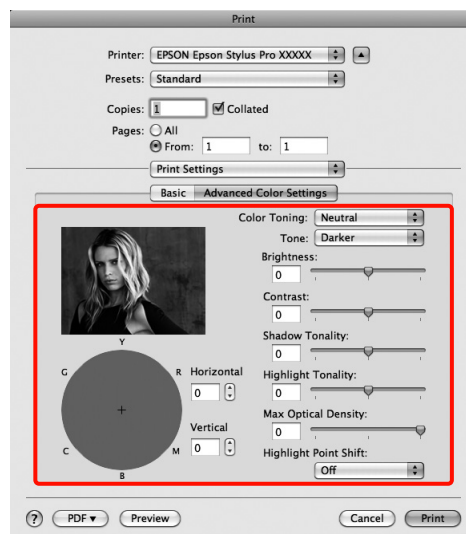 Print
Printer: EPSON Epson Stylus Pro XXXXX
Presets: Standard
Copies: 1 Collated
Pages: All
From: 1 to: 1
Print Settings
Basic Advanced Color Settings
Color Toning: Neutral
Tone: Darker
Brightness:
0
Contrast:
0
Shadow Tonality:
0
Highlight Tonality:
0
Max Optical Density:
0
Highlight Point Shift:
Off
Y
G R
C M
B
Horizontal
0
Vertical
0
? PDF▼ Preview Cancel Print